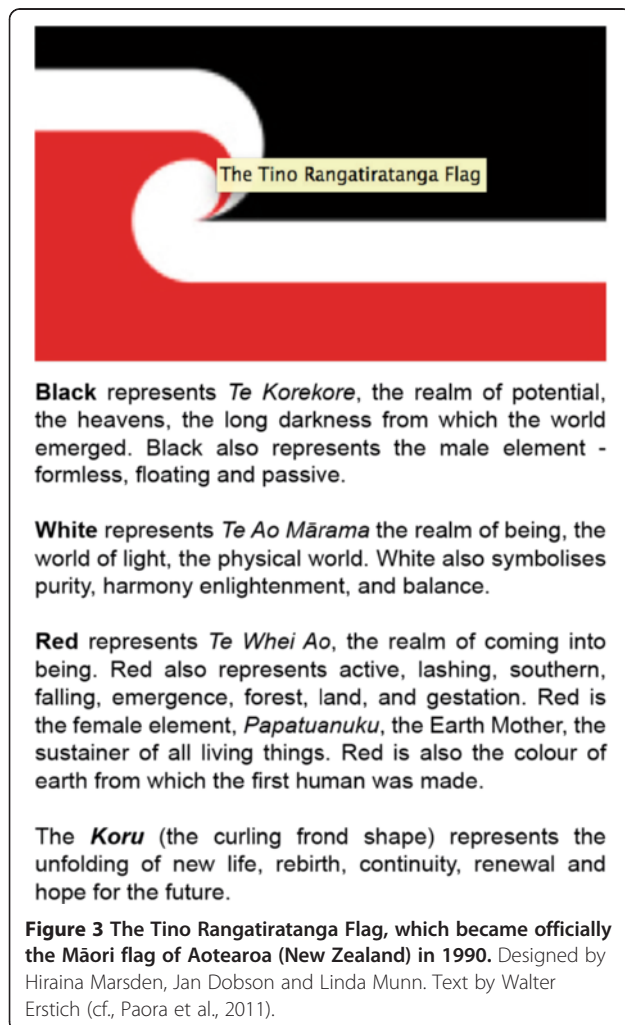 The Tino Rangatiratanga Flag
Black represents Te Korekore, the realm of potential,
the heavens, the long darkness from which the world
emerged. Black also represents the male element -
formless, floating and passive.
White represents Te Ao Mārama the realm of being, the
world of light, the physical world. White also symbolises
purity, harmony enlightenment, and balance.
Red represents Te Whei Ao, the realm of coming into
being. Red also represents active, lashing, southern,
falling, emergence, forest, land, and gestation. Red is
the female element, Papatuanuku, the Earth Mother, the
sustainer of all living things. Red is also the colour of
earth from which the first human was made.
The Koru (the curling frond shape) represents the
unfolding of new life, rebirth, continuity, renewal and
hope for the future.
Figure 3 The Tino Rangatiratanga Flag, which became officially
the Māori flag of Aotearoa (New Zealand) in 1990. Designed by
Hiraina Marsden, Jan Dobson and Linda Munn. Text by Walter
Erstich (cf., Paora et al., 2011).